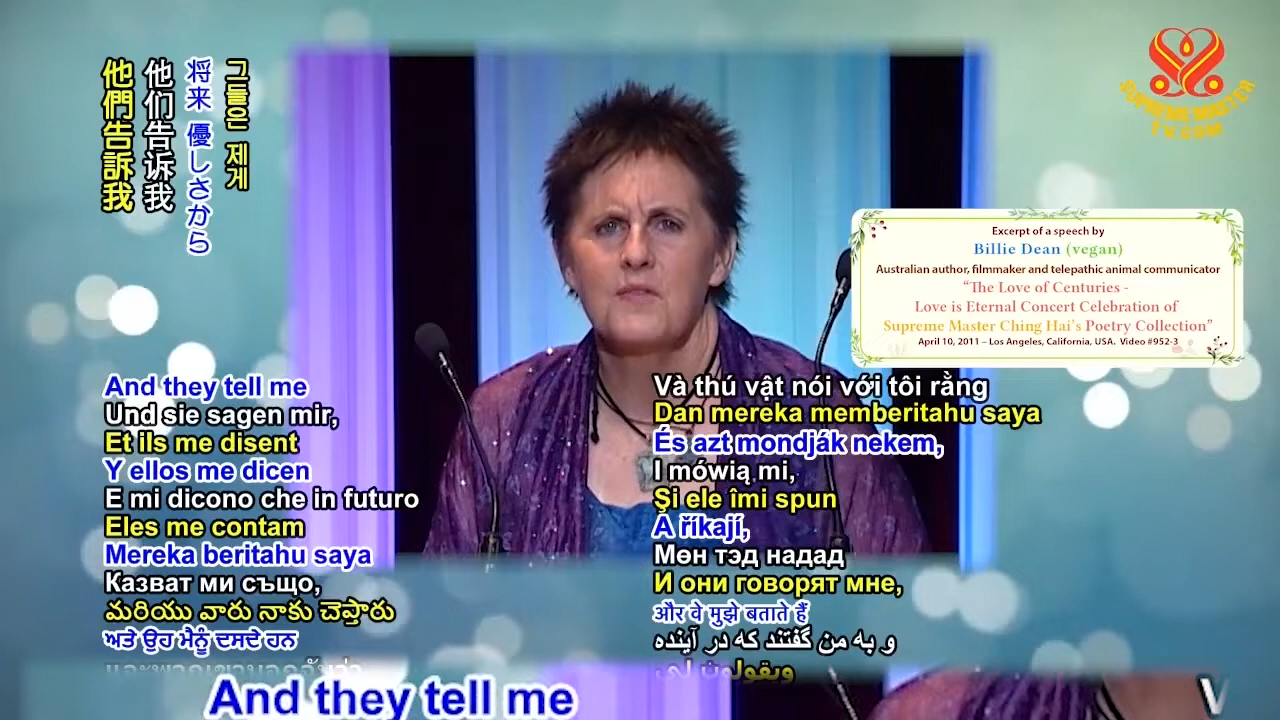 他們告訴我
他们告诉我
将来 優しさから
그들은 제게
SUPREMEMASTER
TV.COM
Excerpt of a speech by
Billie Dean (vegan)
Australian author, filmmaker and telepathic animal communicator
“The Love of Centuries -
Love is Eternal Concert Celebration of
Supreme Master Ching Hai’s Poetry Collection”
April 10, 2011 – Los Angeles, California, USA. Video #952-3
And they tell me
Und sie sagen mir,
Et ils me disent
Y ellos me dicen
E mi dicono che in futuro
Eles me contam
Mereka beritahu saya
Казват ми също,
మరియు వారు నాకు చెప్తారు
ਅਤੇ ਉਹ ਮੈਨੂੰ ਦਸਦੇ ਹਨ
Và thú vật nói với tôi rằng
Dan mereka memberitahu saya
És azt mondják nekem,
I mówią mi,
Şi ele îmi spun
A říkají,
Мөн тэд надад
И они говорят мне,
और वे मुझे बताते हैं
و به من گفتند که در آینده
ويقولون لي
And they tell me